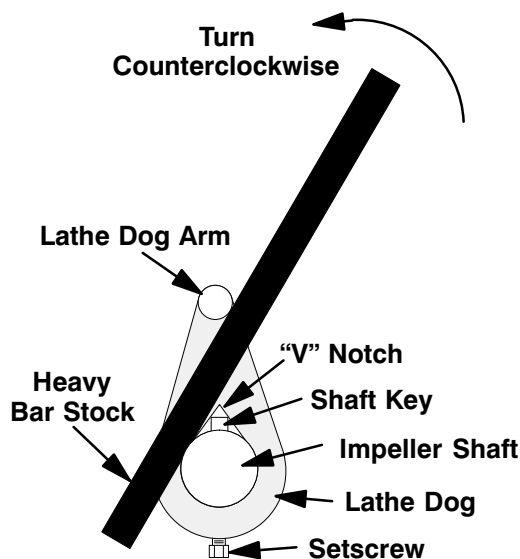 Turn
Counterclockwise
Lathe Dog Arm
“V” Notch
Heavy
Bar Stock
Shaft Key
Impeller Shaft
Lathe Dog
Setscrew